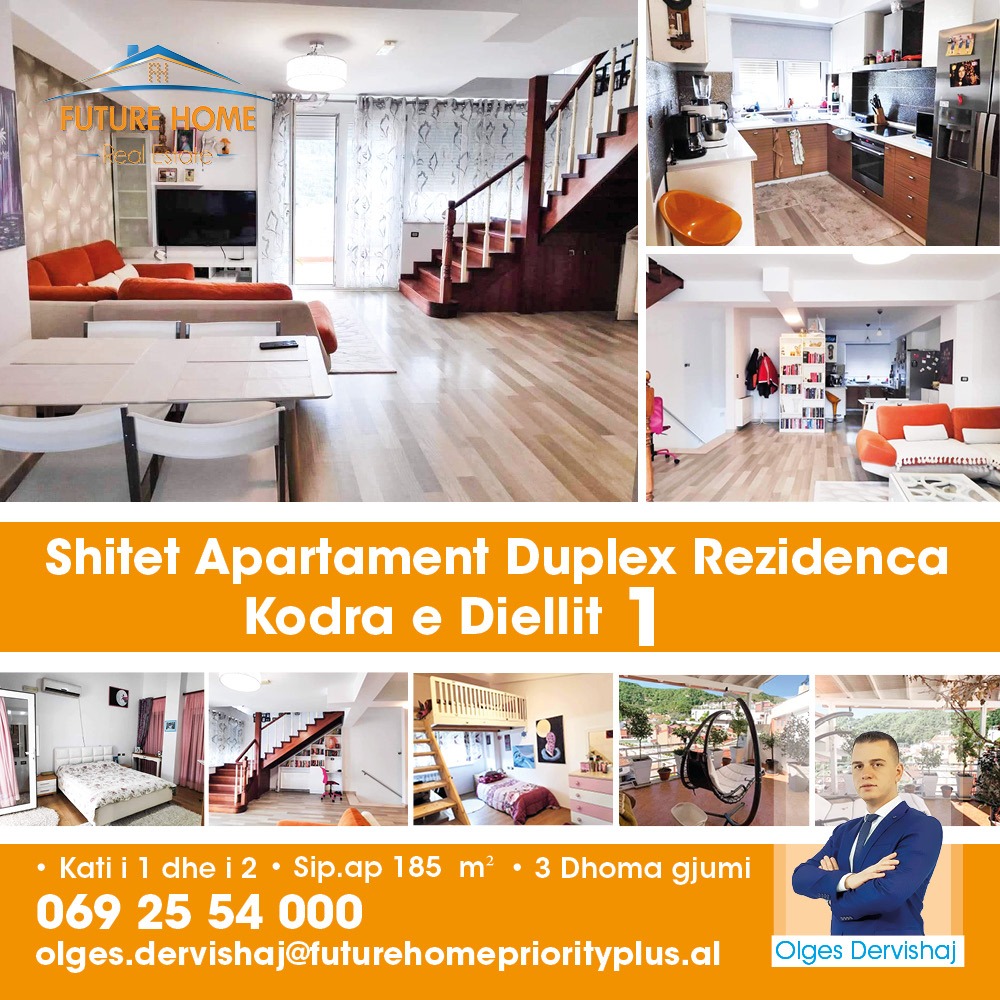 FUTURE HOME
Real Estate
Shitet Apartament Duplex Rezidenca
Kodra e Diellit 1
• Kati i 1 dhe i 2 • Sip.ap 185 m² • 3 Dhoma gjumi
069 25 54 000
olges.dervishaj@futurehomepriorityplus.al
Olges Dervishaj